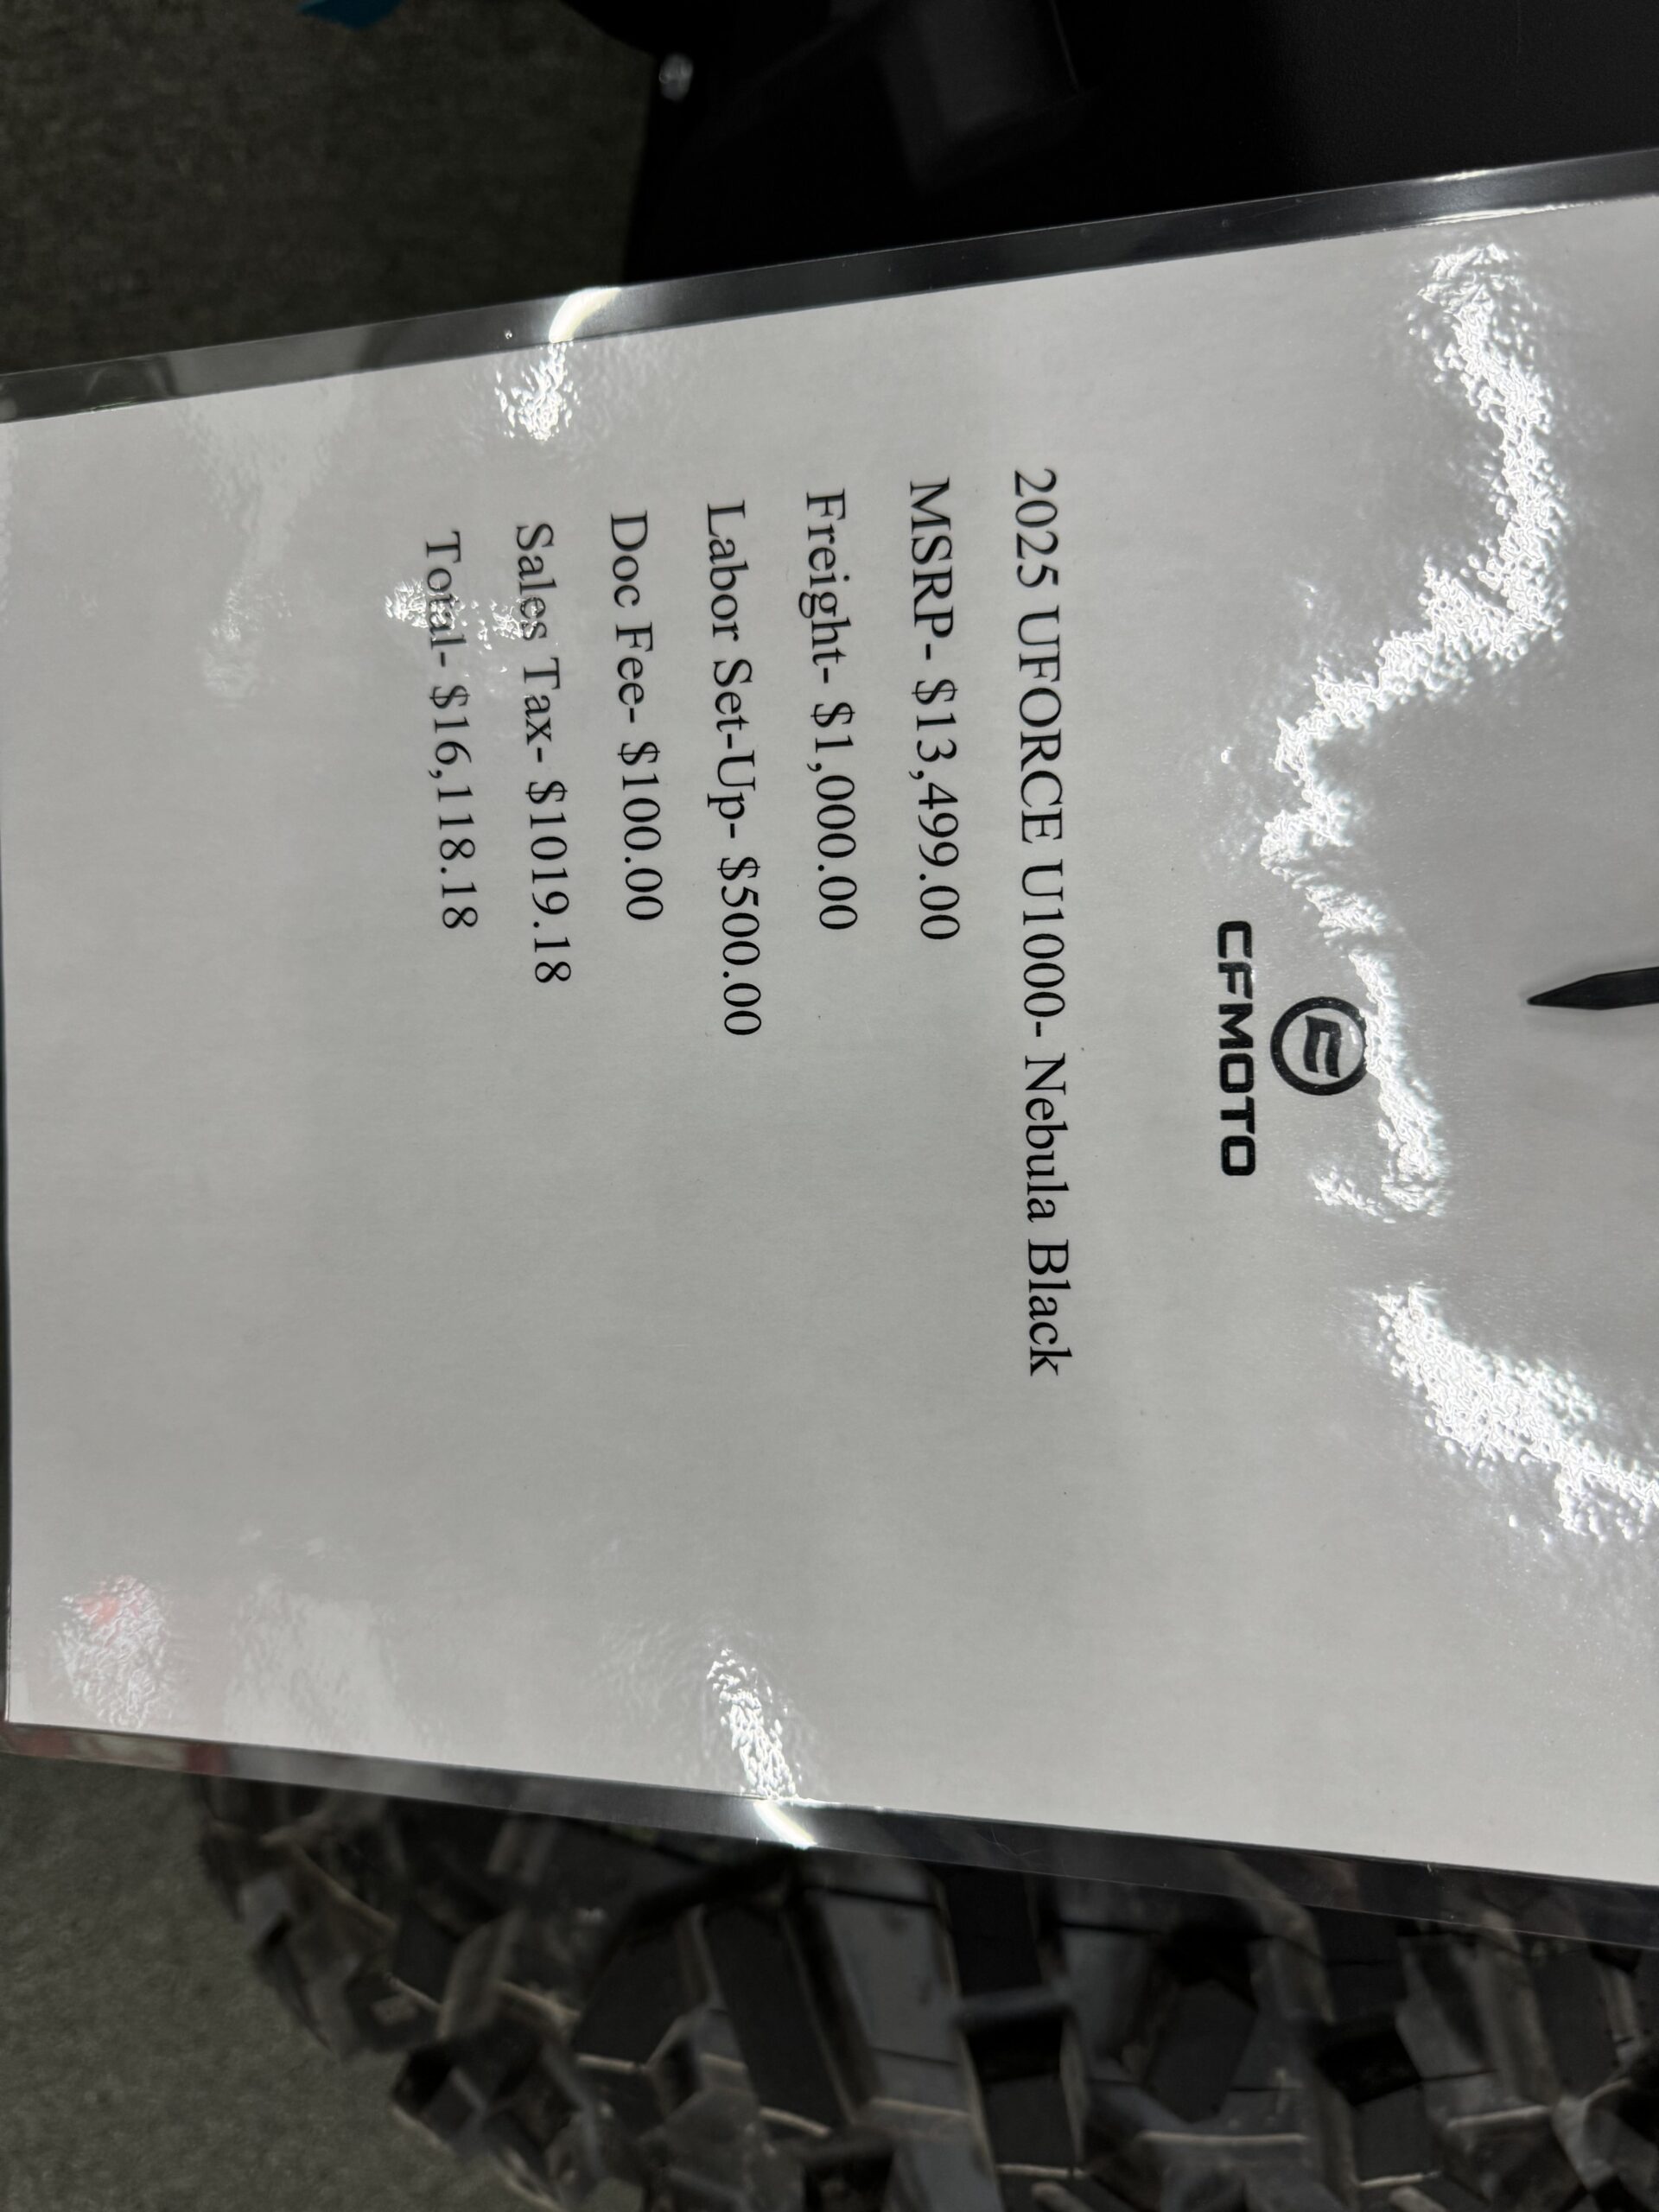 CFMOTO
2025 UFORCE U1000- Nebula Black
MSRP- $13,499.00
Freight- $1,000.00
Labor Set-Up- $500.00
Doc Fee- $100.00
Sales Tax- $1019.18
Total- $16,118.18